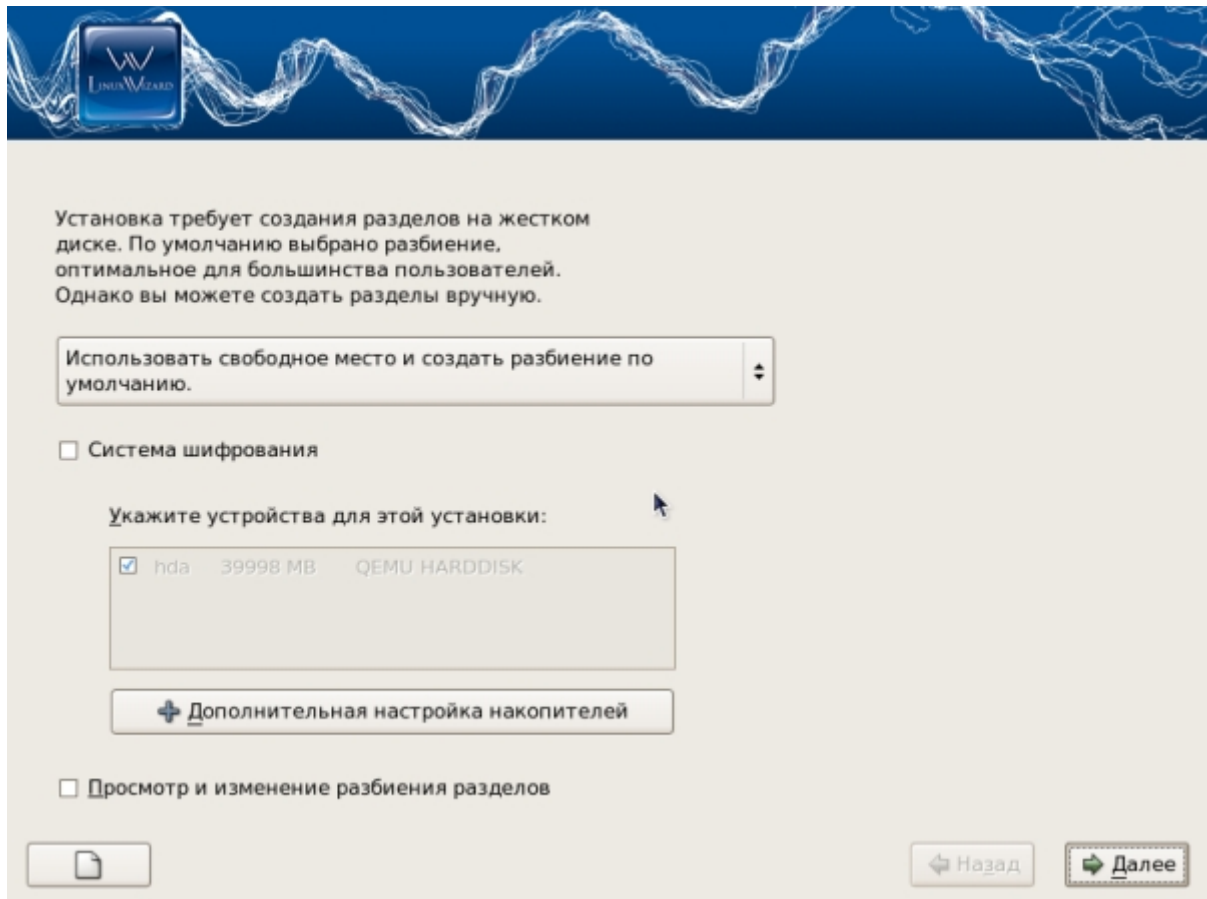 LINUXWIZARD
Установка требует создания разделов на жестком
диске. По умолчанию выбрано разбиение,
оптимальное для большинства пользователей.
Однако вы можете создать разделы вручную.
Использовать свободное место и создать разбиение по
умолчанию.
Система шифрования
Укажите устройства для этой установки:
hda 39998 MB QEMU HARDDISK
Дополнительная настройка накопителей
Просмотр и изменение разбиения разделов
Назад Далее